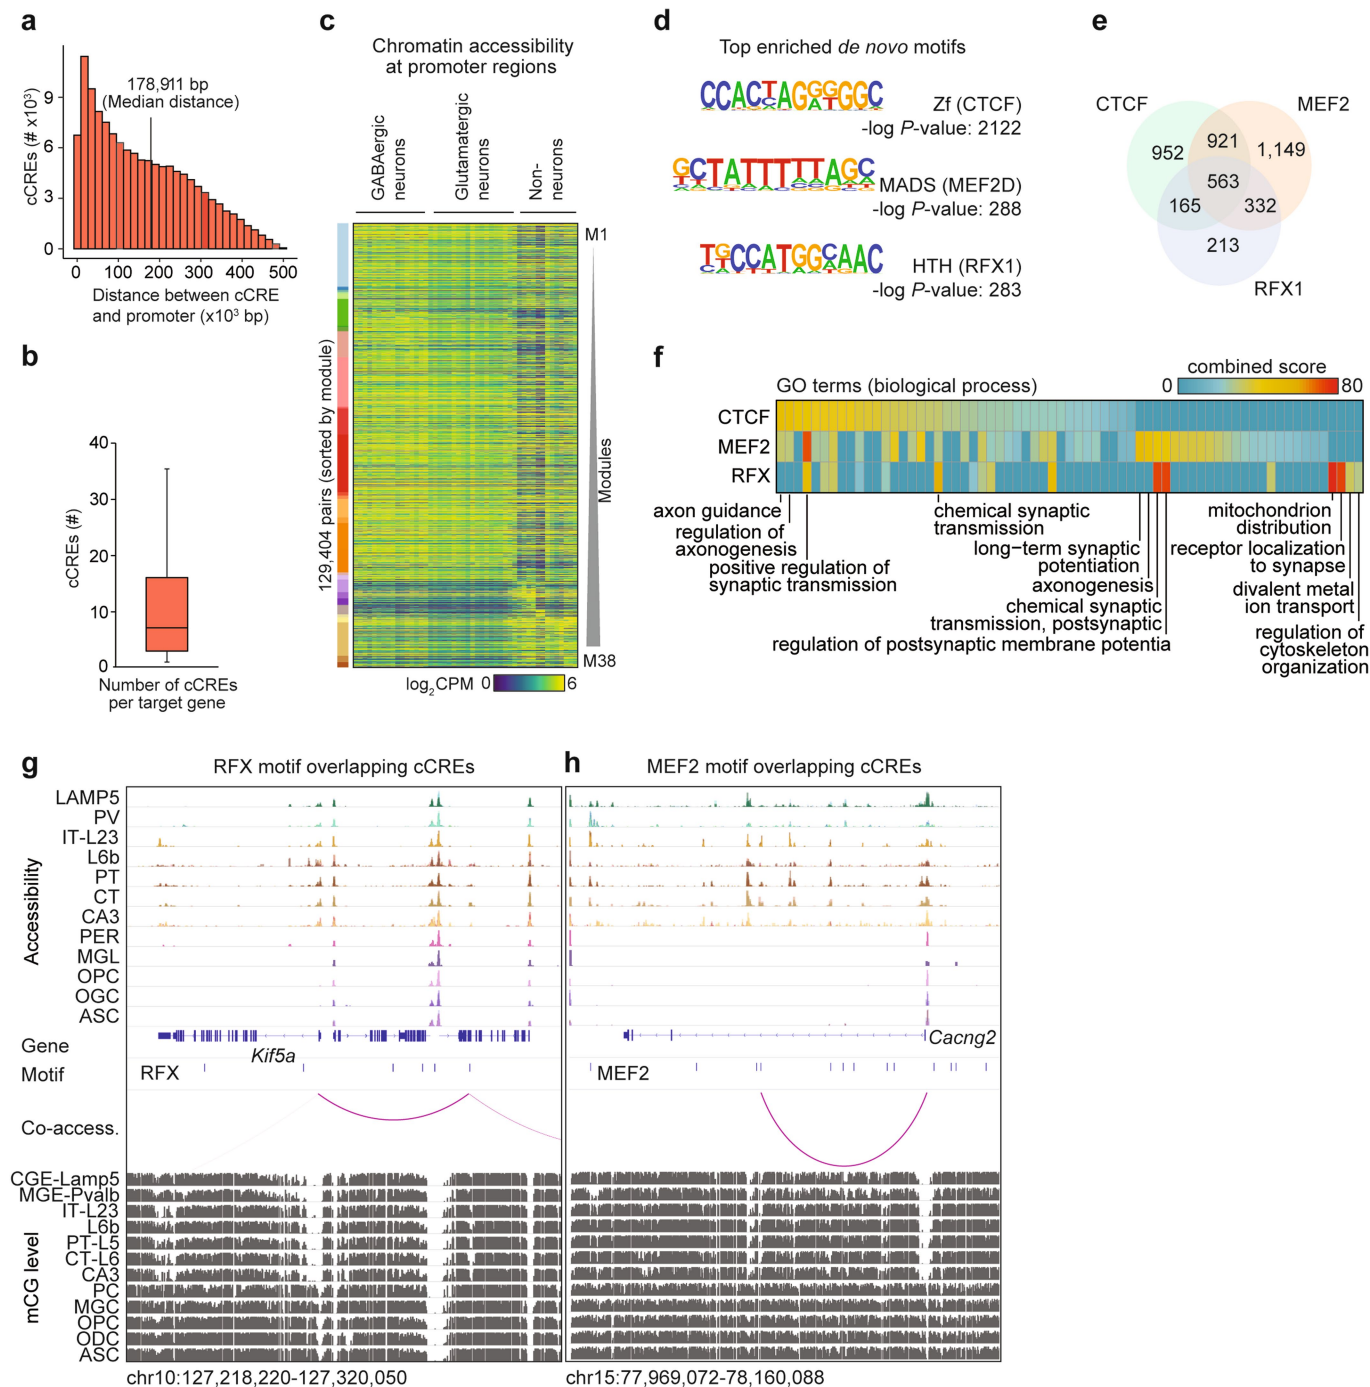 a
178,911 bp
(Median distance)
cCREs (# x10³)
9
6
3
0
0 100 200 300 400 500
Distance between cCRE
and promoter (x10³ bp)
b
cCREs (#)
40
30
20
10
0
Number of cCREs
per target gene
c
Chromatin accessibility
at promoter regions
GABAergic
neurons
Glutamatergic
neurons
Non-
neurons
129,404 pairs (sorted by module)
M1
Modules
M38
log₂CPM 0 6
d
Top enriched de novo motifs
CCACTAGGGGGC
Zf (CTCF)
-log P-value: 2122
GCTATTTTTAGC
MADS (MEF2D)
-log P-value: 288
TGCCATGGCAAC
HTH (RFX1)
-log P-value: 283
e
CTCF
MEF2
952
921
1,149
563
165
332
213
RFX1
f
GO terms (biological process)
combined score
0 80
CTCF
MEF2
RFX
axon guidance
regulation of
axonogenesis
positive regulation of
synaptic transmission
chemical synaptic
transmission
long−term synaptic
potentiation
axonogenesis
chemical synaptic
transmission, postsynaptic
regulation of postsynaptic membrane potentia
mitochondrion
distribution
receptor localization
to synapse
divalent metal
ion transport
regulation of
cytoskeleton
organization
g
RFX motif overlapping cCREs
h
MEF2 motif overlapping cCREs
Accessibility
LAMP5
PV
IT-L23
L6b
PT
CT
CA3
PER
MGL
OPC
OGC
ASC
Gene
Kif5a
Cacng2
Motif
RFX
MEF2
Co-access.
mCG level
CGE-Lamp5
MGE-Pvalb
IT-L23
L6b
PT-L5
CT-L6
CA3
PC
MGC
OPC
ODC
ASC
chr10:127,218,220-127,320,050
chr15:77,969,072-78,160,088